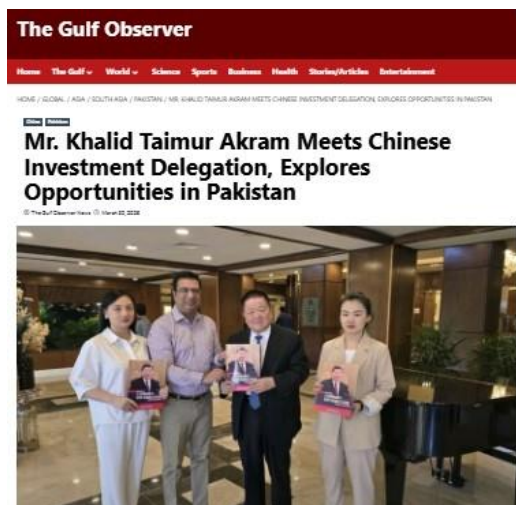 The Gulf Observer
Home The Gulf World Science Sports Business Health Stories/Articles Entertainment
HOME / GLOBAL / ASIA / SOUTH ASIA / PAKISTAN / MR. KHALID TAIMUR AKRAM MEETS CHINESE INVESTMENT DELEGATION, EXPLORES OPPORTUNITIES IN PAKISTAN
China Pakistan
Mr. Khalid Taimur Akram Meets Chinese
Investment Delegation, Explores
Opportunities in Pakistan
The Gulf Observer News